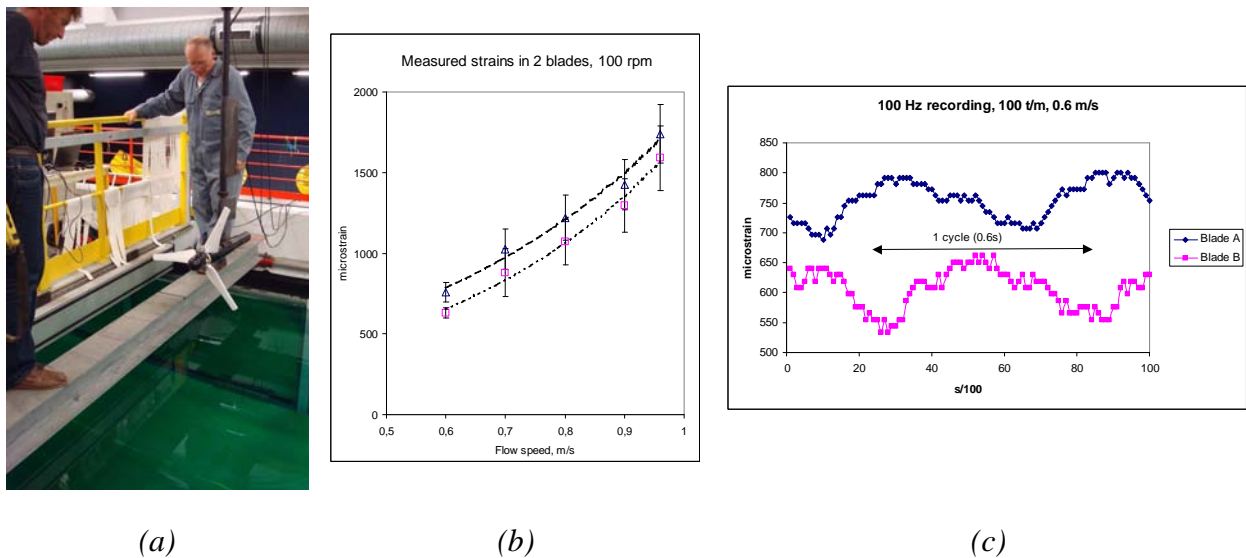 Measured strains in 2 blades, 100 rpm
2000
1500
1000
500
0
microstrain
0,5
0,6
0,7
0,8
0,9
1
Flow speed, m/s
100 Hz recording, 100 t/m, 0.6 m/s
850
800
750
700
650
600
550
500
microstrain
1 cycle (0.6s)
0
20
40
60
80
100
s/100
Blade A
Blade B
(a)
(b)
(c)